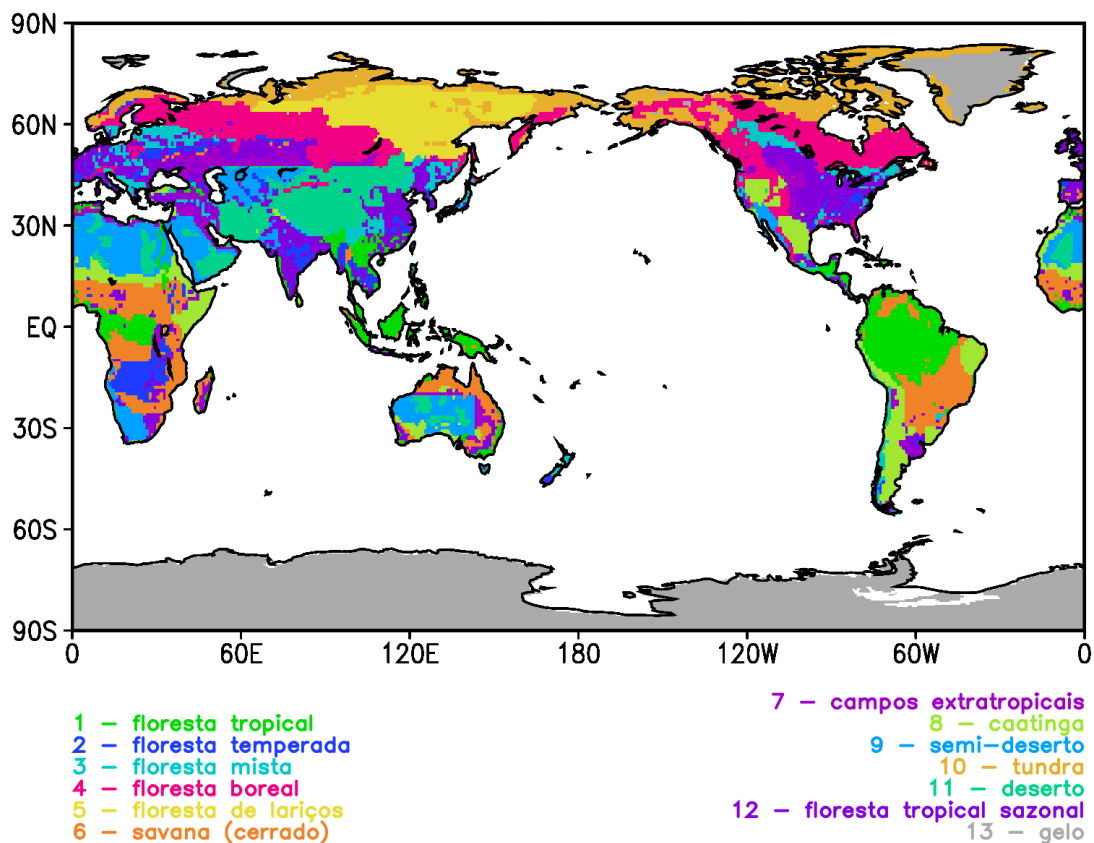 90N
60N
30N
EQ
30S
60S
90S
0 60E 120E 180 120W 60W 0
1 – floresta tropical
2 – floresta temperada
3 – floresta mista
4 – floresta boreal
5 – floresta de lariços
6 – savana (cerrado)
7 – campos extratropicais
8 – caatinga
9 – semi-deserto
10 – tundra
11 – deserto
12 – floresta tropical sazonal
13 – gelo